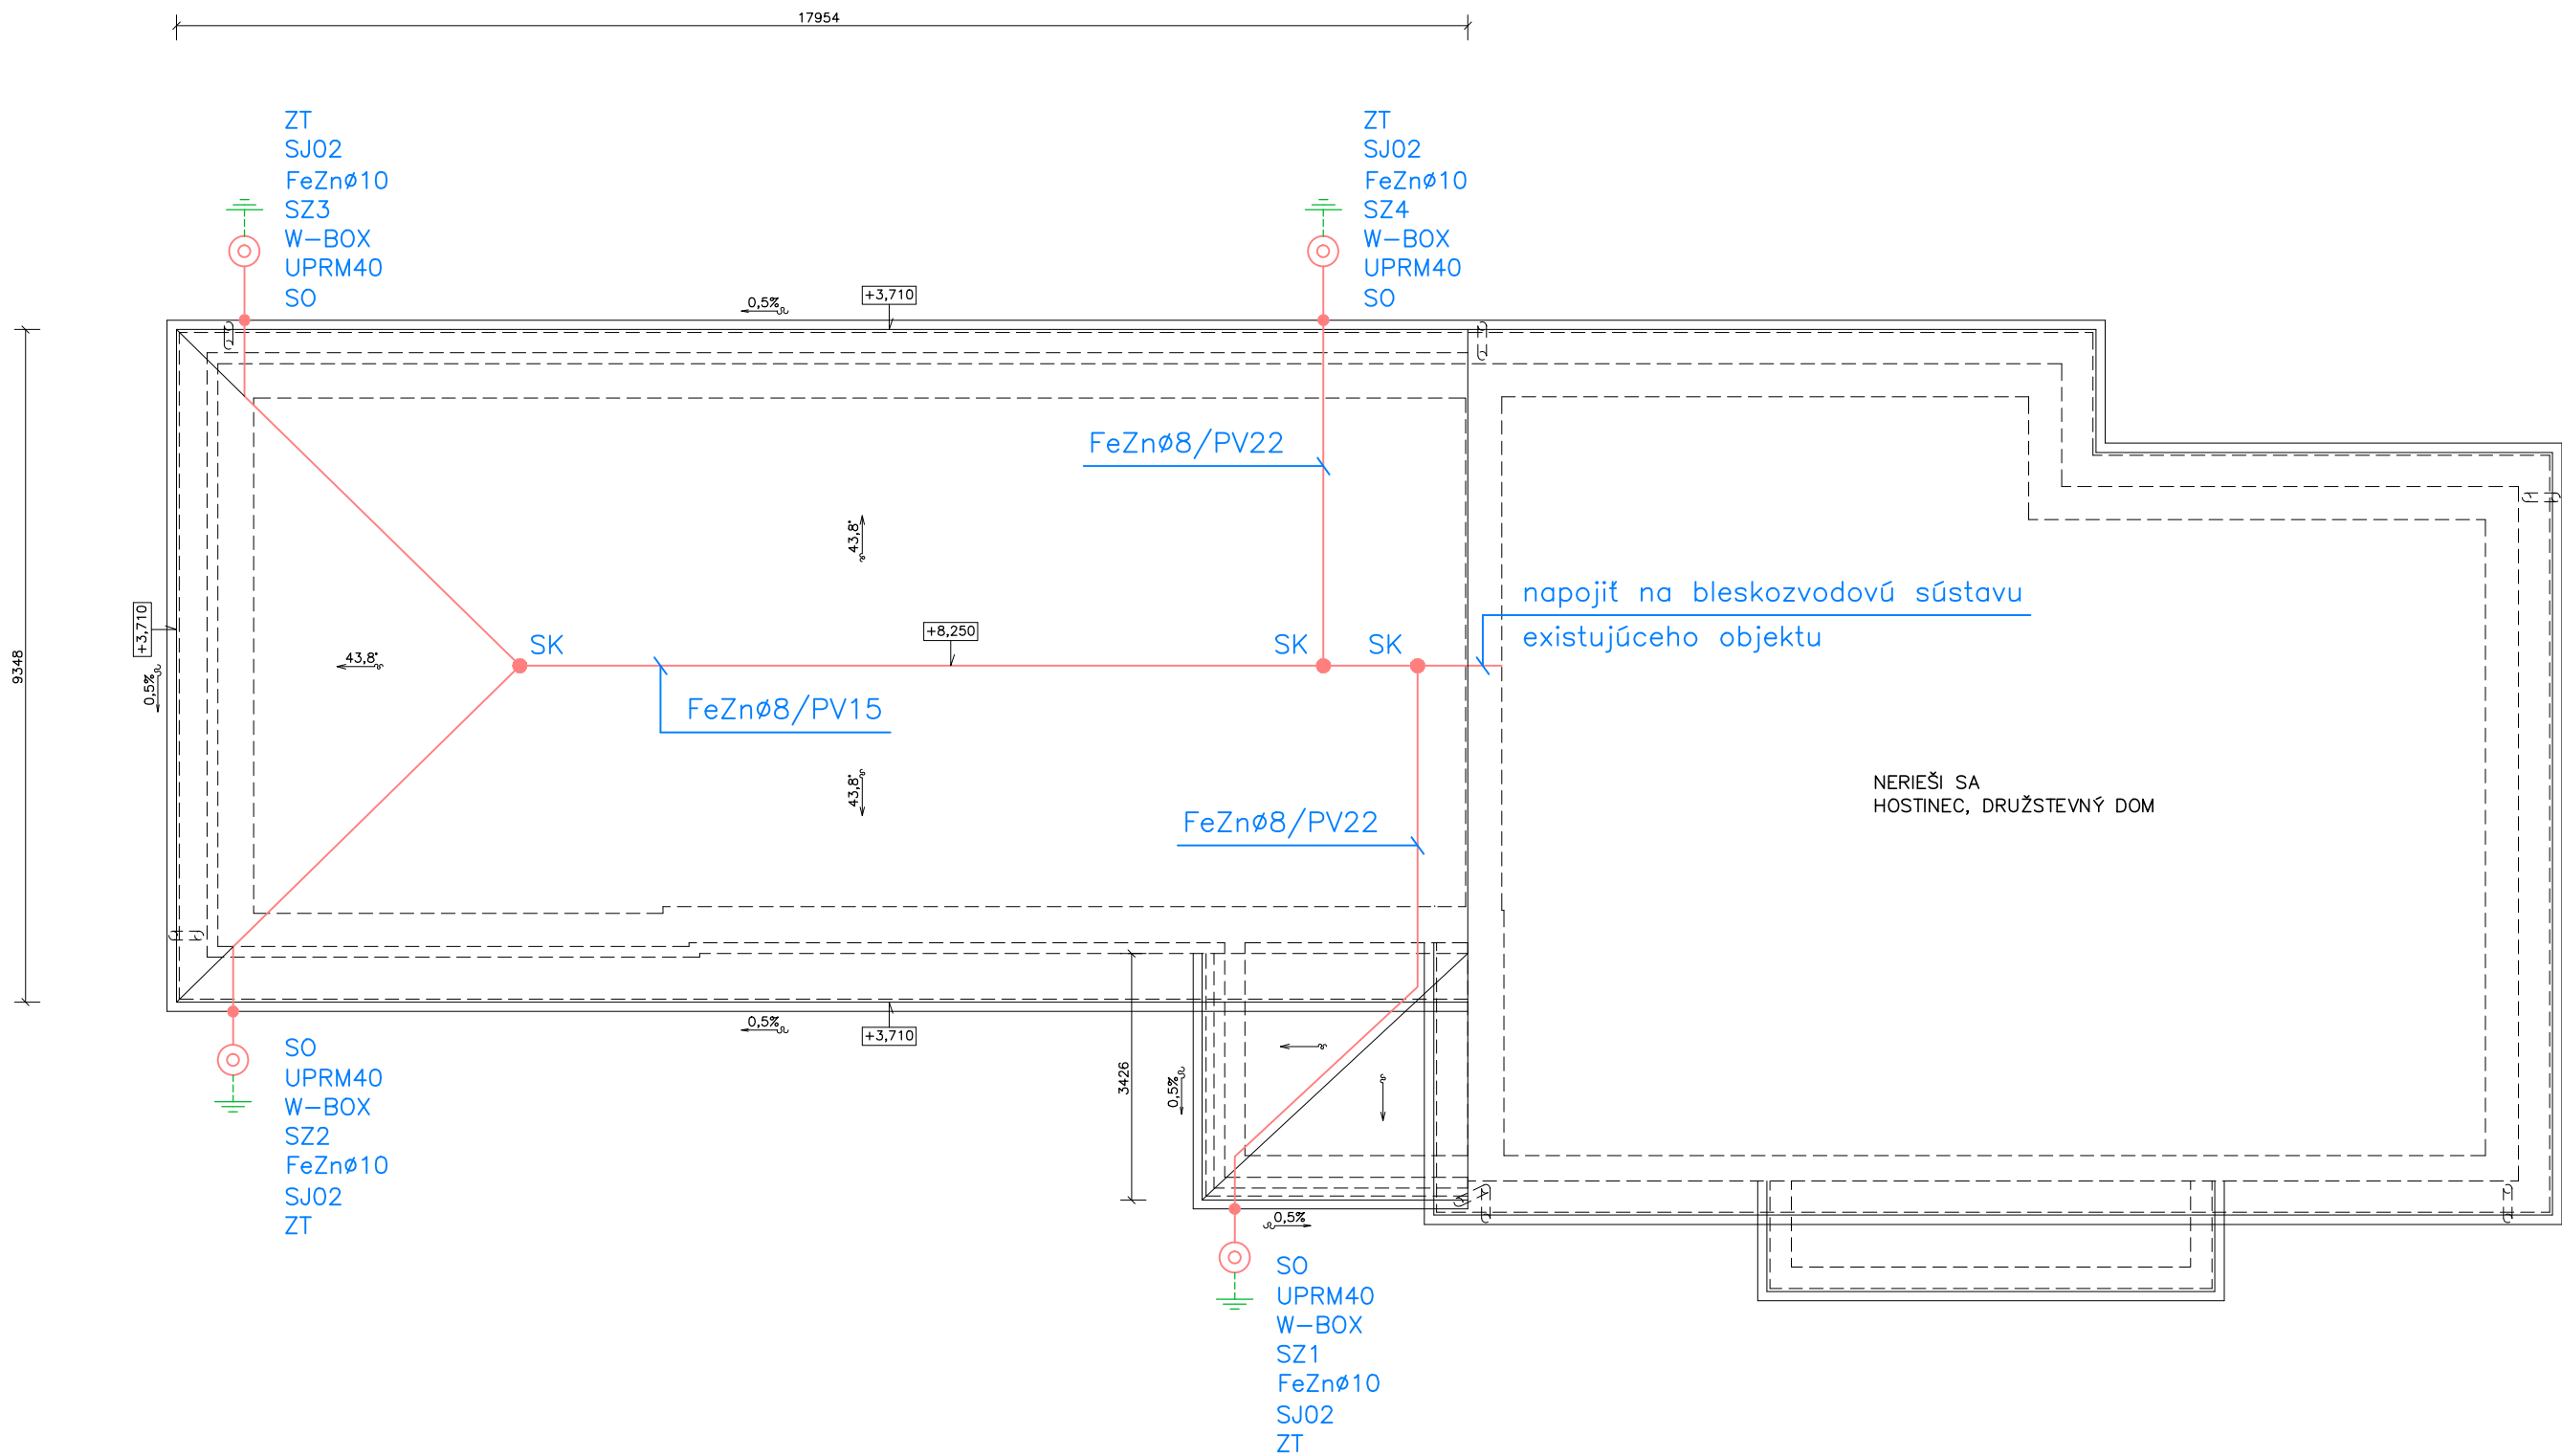 17954
ZT
SJ02
FeZnø10
SZ3
W-BOX
UPRM40
SO
ZT
SJ02
FeZnø10
SZ4
W-BOX
UPRM40
SO
0,5%
+3,710
FeZnø8/PV22
43,8°
napojiť na bleskozvodovú sústavu
existujúceho objektu
+3,710
9348
0,5%
43,8°
SK
+8,250
SK
SK
FeZnø8/PV15
43,8°
FeZnø8/PV22
NERIEŠI SA
HOSTINEC, DRUŽSTEVNÝ DOM
0,5%
+3,710
SO
UPRM40
W-BOX
SZ2
FeZnø10
SJ02
ZT
3426
0,5%
0,5%
SO
UPRM40
W-BOX
SZ1
FeZnø10
SJ02
ZT